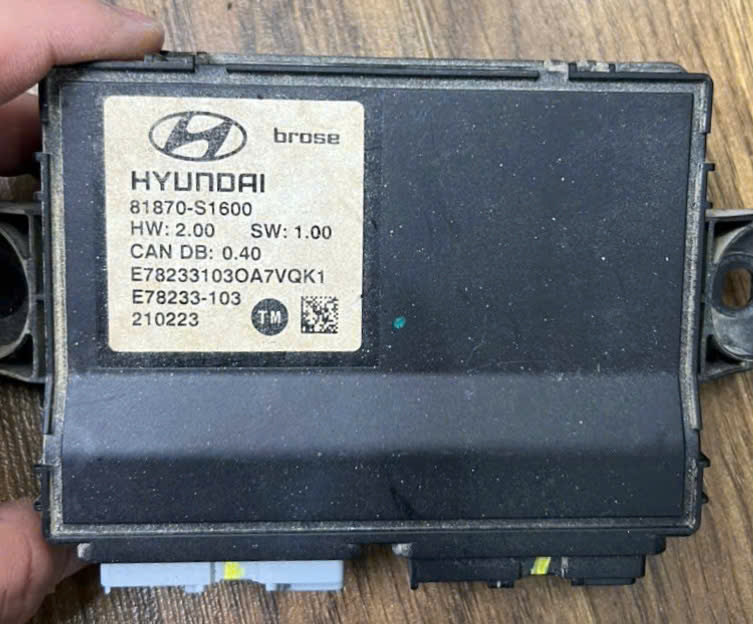 brose
HYUNDAI
81870-S1600
HW: 2.00 SW: 1.00
CAN DB: 0.40
E78233103OA7VQK1
E78233-103
210223 TM